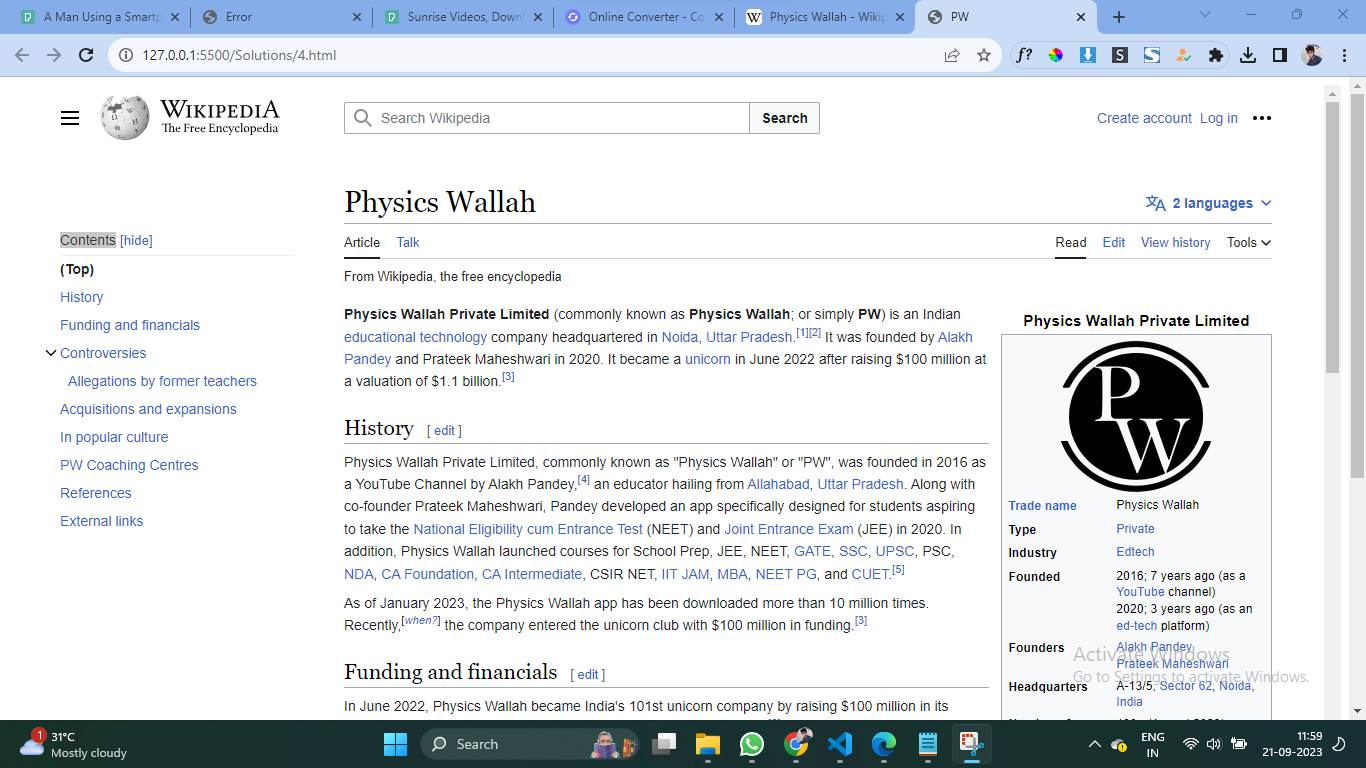 A Man Using a Smartp
Error
Sunrise Videos, Downl
Online Converter - Co
Physics Wallah - Wikip
PW
127.0.0.1:5500/Solutions/4.html
f?
S
S
WIKIPEDIA
The Free Encyclopedia
Search Wikipedia
Search
Create account Log in
Physics Wallah
2 languages
Contents [hide]
(Top)
History
Funding and financials
Controversies
Allegations by former teachers
Acquisitions and expansions
In popular culture
PW Coaching Centres
References
External links
Article Talk
Read Edit View history Tools
From Wikipedia, the free encyclopedia
Physics Wallah Private Limited (commonly known as Physics Wallah; or simply PW) is an Indian
educational technology company headquartered in Noida, Uttar Pradesh.[1][2] It was founded by Alakh
Pandey and Prateek Maheshwari in 2020. It became a unicorn in June 2022 after raising $100 million at
a valuation of $1.1 billion.[3]
History [ edit ]
Physics Wallah Private Limited, commonly known as "Physics Wallah" or "PW", was founded in 2016 as
a YouTube Channel by Alakh Pandey,[4] an educator hailing from Allahabad, Uttar Pradesh. Along with
co-founder Prateek Maheshwari, Pandey developed an app specifically designed for students aspiring
to take the National Eligibility cum Entrance Test (NEET) and Joint Entrance Exam (JEE) in 2020. In
addition, Physics Wallah launched courses for School Prep, JEE, NEET, GATE, SSC, UPSC, PSC,
NDA, CA Foundation, CA Intermediate, CSIR NET, IIT JAM, MBA, NEET PG, and CUET.[5]
As of January 2023, the Physics Wallah app has been downloaded more than 10 million times.
Recently,[when?] the company entered the unicorn club with $100 million in funding.[3]
Funding and financials [ edit ]
In June 2022, Physics Wallah became India's 101st unicorn company by raising $100 million in its
Physics Wallah Private Limited
PW
Trade name Physics Wallah
Type Private
Industry Edtech
Founded 2016; 7 years ago (as a
YouTube channel)
2020; 3 years ago (as an
ed-tech platform)
Founders Alakh Pandey
Prateek Maheshwari
Headquarters A-13/5, Sector 62, Noida,
India
Activate Windows
Go to Settings to activate Windows.
1
31°C
Mostly cloudy
Search
ENG
IN
11:59
21-09-2023